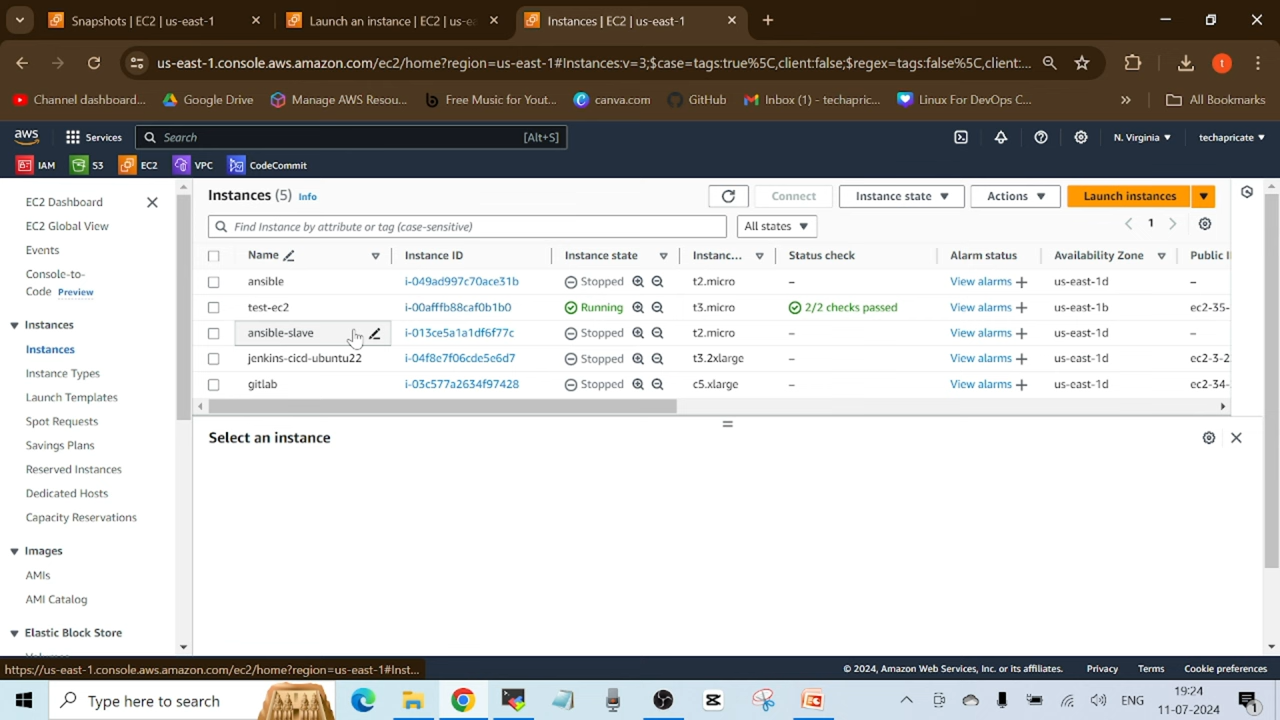 Snapshots | EC2 | us-east-1
Launch an instance | EC2 | us-ea
Instances | EC2 | us-east-1
us-east-1.console.aws.amazon.com/ec2/home?region=us-east-1#Instances:v=3;$case=tags:true%5C,client:false;$regex=tags:false%5C,client:...
Channel dashboard...
Google Drive
Manage AWS Resou...
Free Music for Yout...
canva.com
GitHub
Inbox (1) - techapric...
Linux For DevOps C...
»
All Bookmarks
aws
Services
Search
[Alt+S]
N. Virginia
techapricate
IAM
S3
EC2
VPC
CodeCommit
EC2 Dashboard
EC2 Global View
Events
Console-to-
Code Preview
Instances
Instances
Instance Types
Launch Templates
Spot Requests
Savings Plans
Reserved Instances
Dedicated Hosts
Capacity Reservations
Images
AMIs
AMI Catalog
Elastic Block Store
Instances (5) Info
Connect
Instance state
Actions
Launch instances
Find Instance by attribute or tag (case-sensitive)
All states
1
Name Instance ID Instance state Instanc... Status check Alarm status Availability Zone Public I
ansible i-049ad997c70ace31b Stopped t2.micro – View alarms + us-east-1d –
test-ec2 i-00afffb88caf0b1b0 Running t3.micro 2/2 checks passed View alarms + us-east-1b ec2-35-
ansible-slave i-013ce5a1a1df6f77c Stopped t2.micro – View alarms + us-east-1d –
jenkins-cicd-ubuntu22 i-04f8e7f06cde5e6d7 Stopped t3.2xlarge – View alarms + us-east-1d ec2-3-2
gitlab i-03c577a2634f97428 Stopped c5.xlarge – View alarms + us-east-1d ec2-34-
Select an instance
https://us-east-1.console.aws.amazon.com/ec2/home?region=us-east-1#Inst...
© 2024, Amazon Web Services, Inc. or its affiliates.
Privacy
Terms
Cookie preferences
Type here to search
ENG
19:24
11-07-2024
1